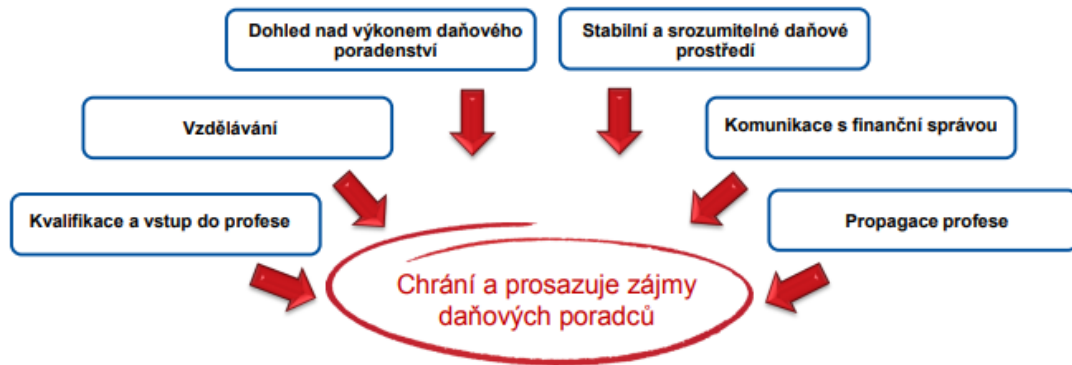 Dohled nad výkonem daňového
poradenství
Stabilní a srozumitelné daňové
prostředí
Vzdělávání
Komunikace s finanční správou
Kvalifikace a vstup do profese
Propagace profese
Chrání a prosazuje zájmy
daňových poradců